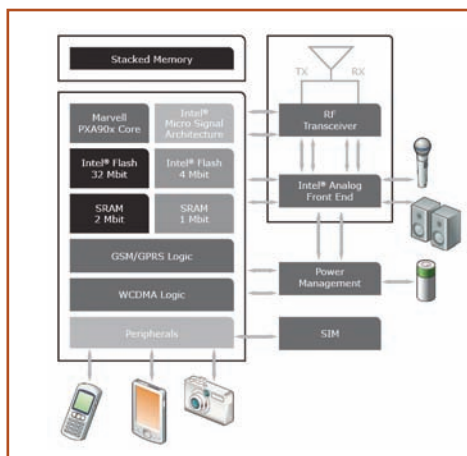 Stacked Memory
TX RX
Marvell
PXA90x Core
Intel® 
Micro Signal
Architecture
RF
Transceiver
Intel® Flash
32 Mbit
Intel® Flash
4 Mbit
Intel® Analog
Front End
SRAM
2 Mbit
SRAM
1 Mbit
GSM/GPRS Logic
Power
Management
WCDMA Logic
Peripherals
SIM